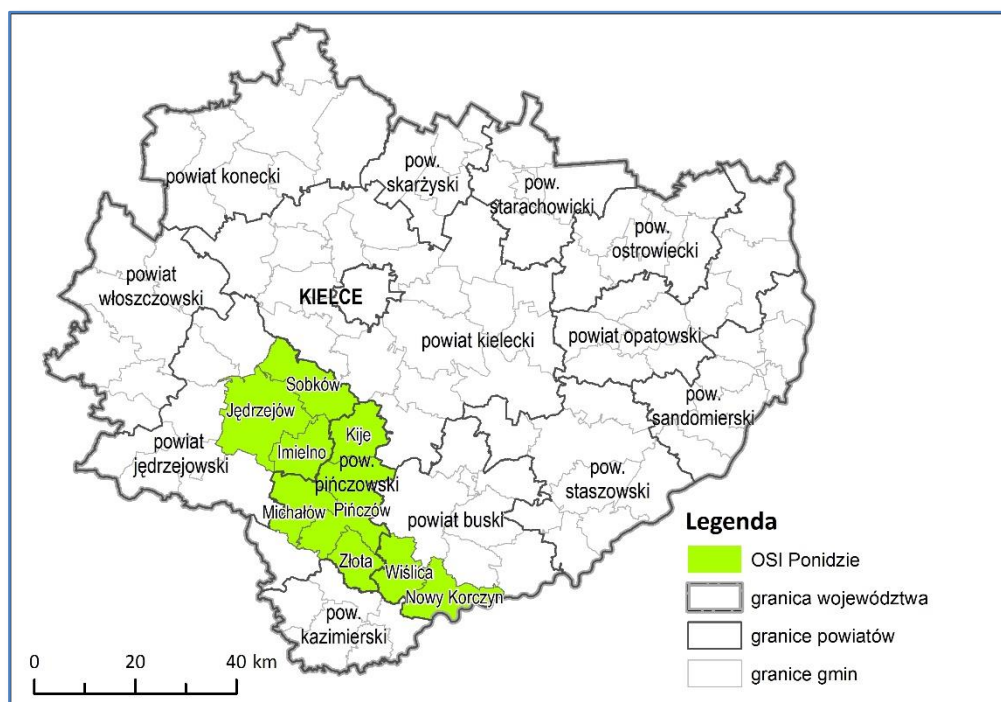 powiat konecki
pow.
skarżyski
pow.
starachowicki
pow.
ostrowiecki
powiat
włoszczowski
KIELCE
powiat kielecki
powiat opatowski
Sobków
Jędrzejów
Kije
pow.
sandomierski
powiat
jędrzejowski
Imielno
pow.
pińczowski
pow.
staszowski
Michałów
Pińczów
powiat buski
Złota
Wiślica
Nowy Korczyn
pow.
kazimierski
Legenda
OSI Ponidzie
granica województwa
granice powiatów
granice gmin
0 20 40 km